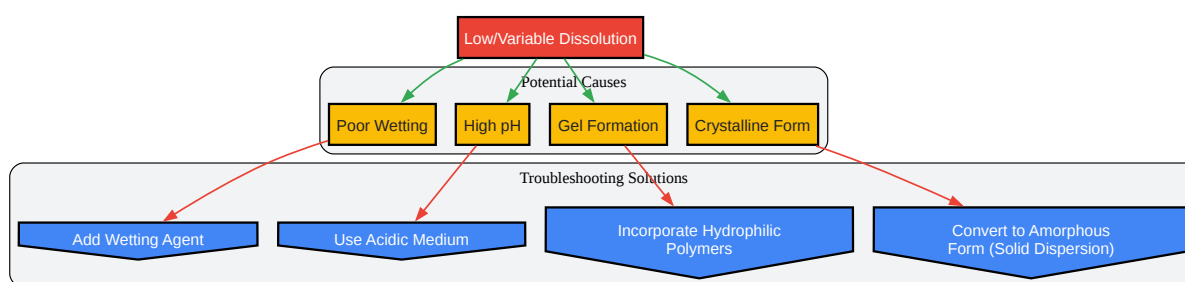 Low/Variable Dissolution
Potential Causes
Poor Wetting
High pH
Gel Formation
Crystalline Form
Troubleshooting Solutions
Add Wetting Agent
Use Acidic Medium
Incorporate Hydrophilic
Polymers
Convert to Amorphous
Form (Solid Dispersion)